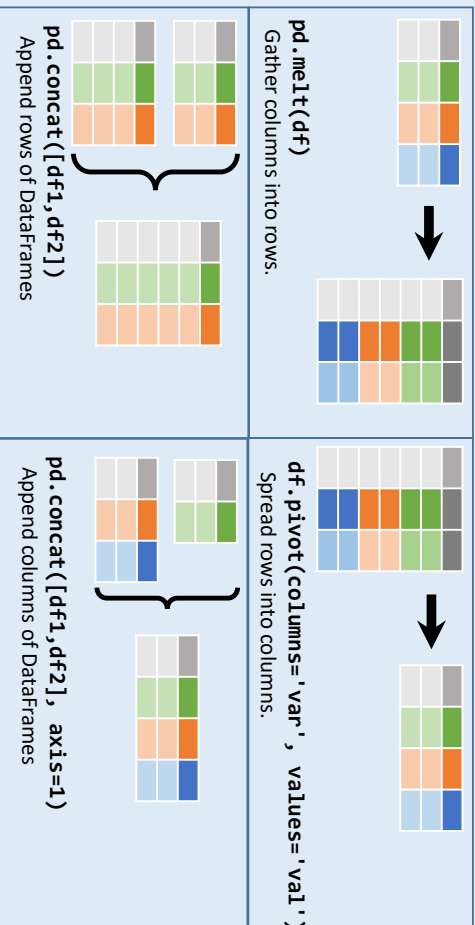 pd.melt(df)
Gather columns into rows.
df.pivot(columns='var', values='val')
Spread rows into columns.
pd.concat([df1,df2])
Append rows of DataFrames
pd.concat([df1,df2], axis=1)
Append columns of DataFrames